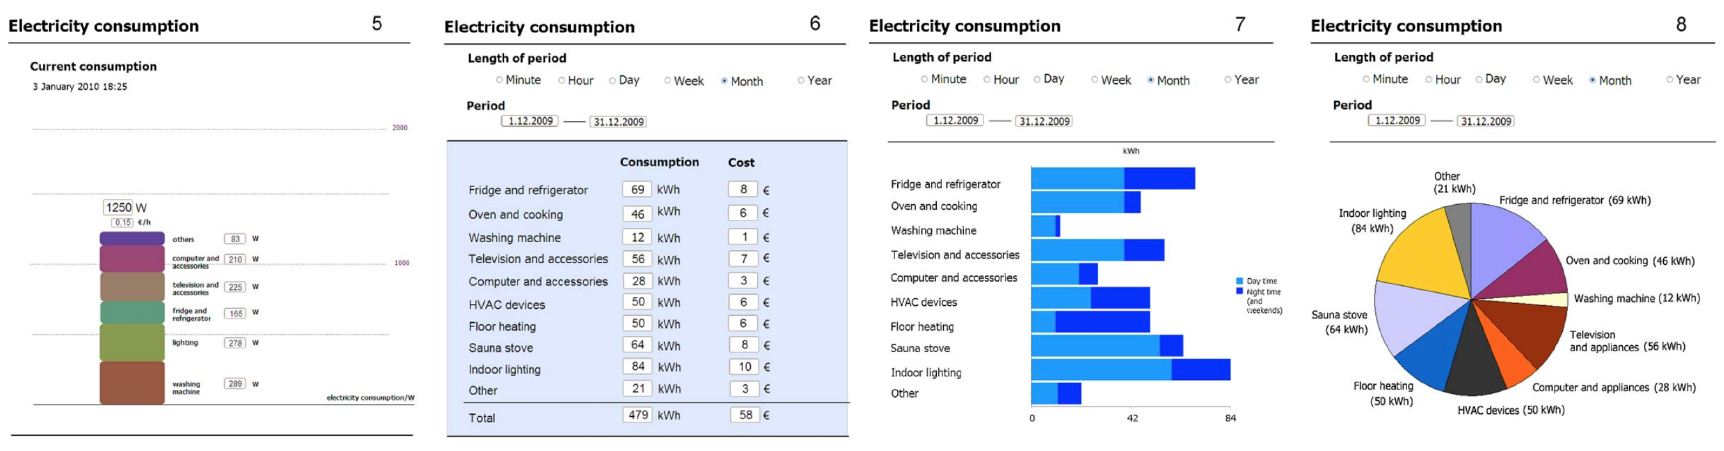 Electricity consumption 5
Current consumption
3 January 2010 18:25
2000
1250 W
0,15 €/h
others 83 W
computer and accessories 210 W
1000
television and accessories 225 W
fridge and refrigerator 165 W
lighting 278 W
washing machine 289 W
electricity consumption/W
Electricity consumption 6
Length of period
Minute Hour Day Week Month Year
Period
1.12.2009 31.12.2009
Consumption Cost
Fridge and refrigerator 69 kWh 8 €
Oven and cooking 46 kWh 6 €
Washing machine 12 kWh 1 €
Television and accessories 56 kWh 7 €
Computer and accessories 28 kWh 3 €
HVAC devices 50 kWh 6 €
Floor heating 50 kWh 6 €
Sauna stove 64 kWh 8 €
Indoor lighting 84 kWh 10 €
Other 21 kWh 3 €
Total 479 kWh 58 €
Electricity consumption 7
Length of period
Minute Hour Day Week Month Year
Period
1.12.2009 31.12.2009
kWh
Fridge and refrigerator
Oven and cooking
Washing machine
Television and accessories
Computer and accessories
HVAC devices
Floor heating
Sauna stove
Indoor lighting
Other
0 42 84
Day time
Night time
(and
weekends)
Electricity consumption 8
Length of period
Minute Hour Day Week Month Year
Period
1.12.2009 31.12.2009
Other
(21 kWh)
Fridge and refrigerator (69 kWh)
Indoor lighting
(84 kWh)
Oven and cooking (46 kWh)
Washing machine (12 kWh)
Sauna stove
(64 kWh)
Television
and appliances (56 kWh)
Floor heating
(50 kWh)
Computer and appliances (28 kWh)
HVAC devices (50 kWh)